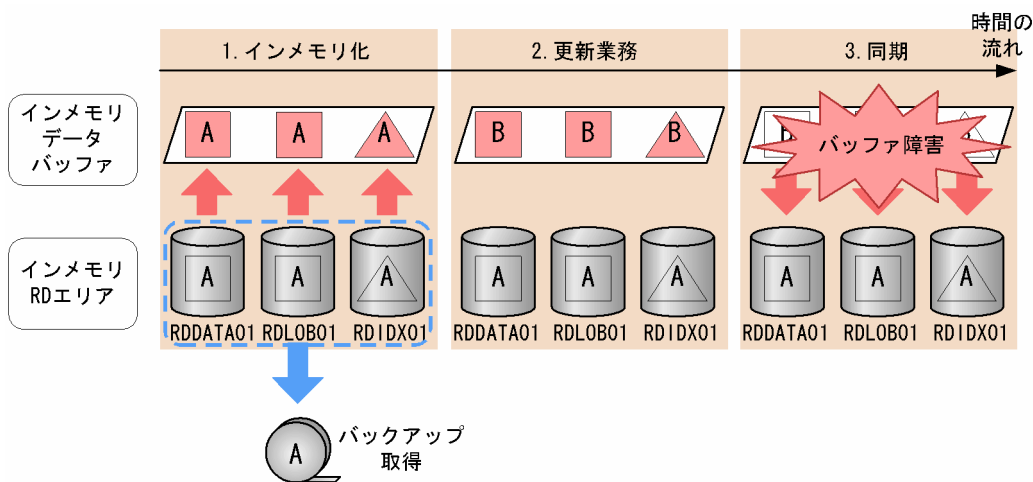 時間の
流れ
1. インメモリ化
2. 更新業務
3. 同期
インメモリ
データ
バッファ
A
A
A
B
B
B
B
B
バッファ障害
インメモリ
RDエリア
A
A
A
A
A
A
A
A
A
RDDATA01
RDLOB01
RDIDX01
RDDATA01
RDLOB01
RDIDX01
RDDATA01
RDLOB01
RDIDX01
A
バックアップ
取得